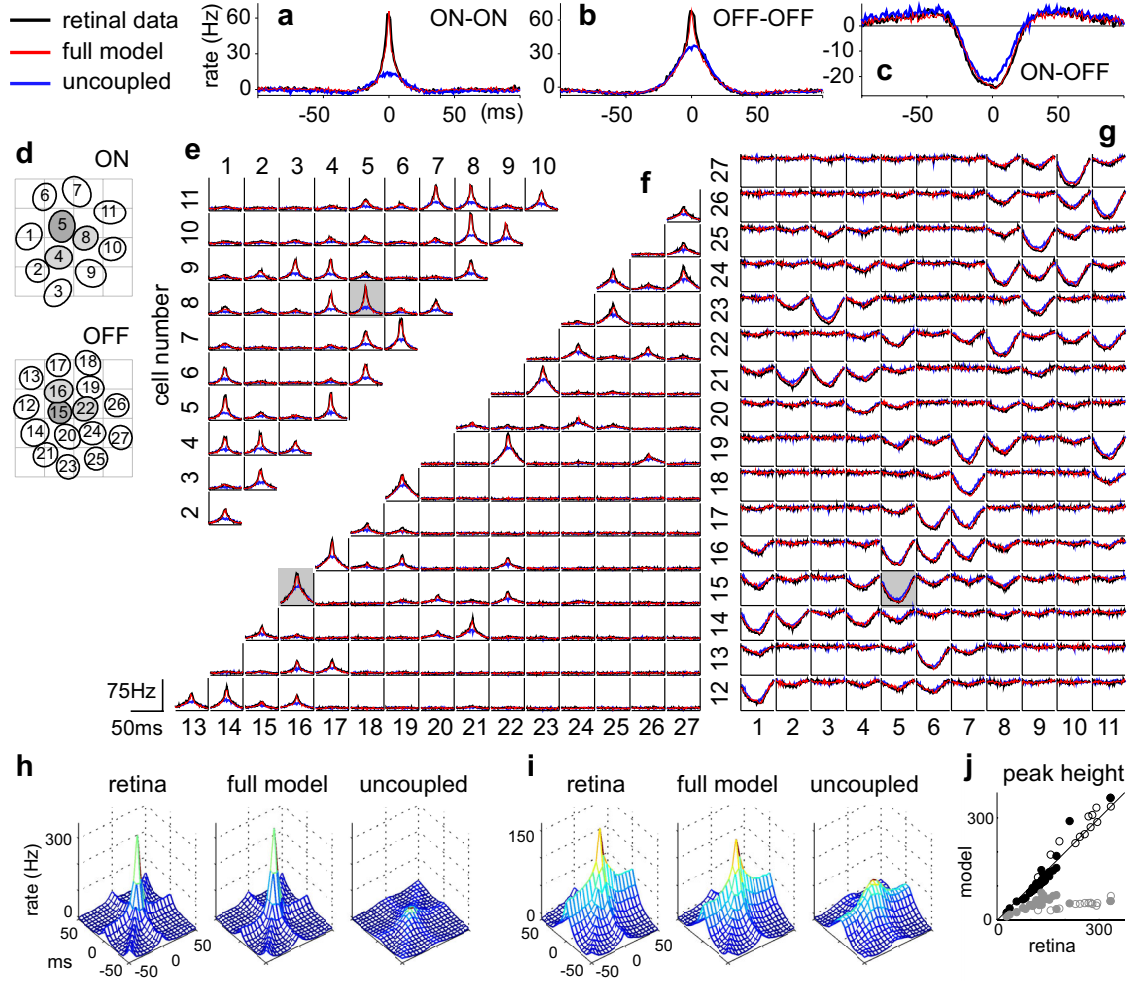 retinal data
full model
uncoupled
a
ON-ON
rate (Hz)
60
30
0
-50
0
50
(ms)
b
OFF-OFF
60
30
0
-50
0
50
c
ON-OFF
0
-10
-20
-50
0
50
d
ON
6
7
11
5
1
8
10
4
2
9
3
OFF
17
18
13
16
19
12
15
22
26
14
20
24
27
21
23
25
e
1 2 3 4 5 6 7 8 9 10
cell number
11
10
9
8
7
6
5
4
3
2
f
75Hz
50ms
13 14 15 16 17 18 19 20 21 22 23 24 25 26 27
g
27
26
25
24
23
22
21
20
19
18
17
16
15
14
13
12
1 2 3 4 5 6 7 8 9 10 11
h
retina
full model
uncoupled
rate (Hz)
300
0
50
0
-50
ms
-50
0
50
i
retina
full model
uncoupled
150
0
50
0
-50
-50
0
50
j
peak height
model
300
0
0
300
retina